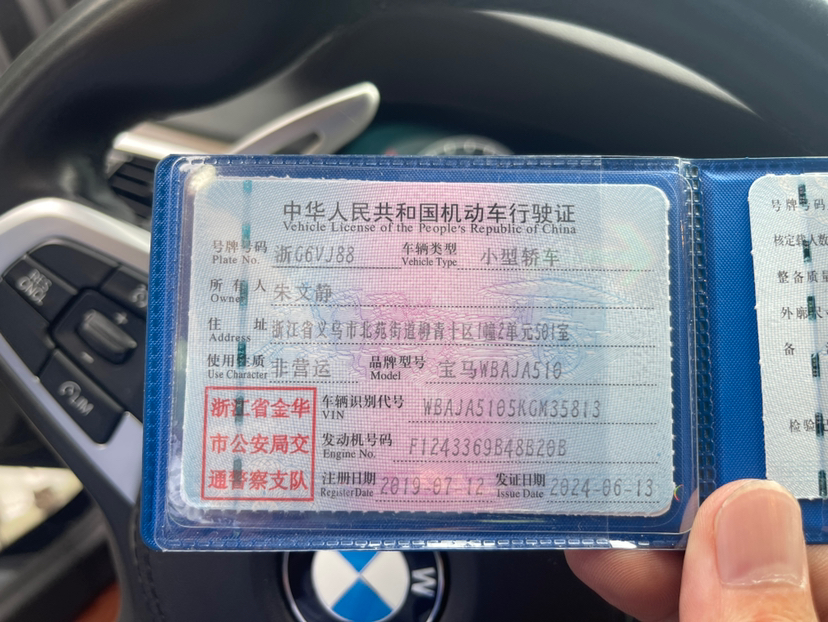 中华人民共和国机动车行驶证
Vehicle License of the People's Republic of China
号牌号码 浙G6VJ88 车辆类型 小型轿车
Plate No. Vehicle Type
所有人 朱文静
Owner
住址 浙江省义乌市北苑街道柳青十区1幢2单元501室
Address
使用性质 非营运 品牌型号 宝马WBAJA510
Use Character Model
浙江省金华
市公安局交
通警察支队
车辆识别代号 WBAJA5105KGM35813
VIN
发动机号码 F1243369B48B20B
Engine No.
注册日期 2019-07-12 发证日期 2024-06-13
Register Date Issue Date
号牌号码
核定载人数
整备质量
外廓尺
备
检验记
RES
CNCL
LIM
W